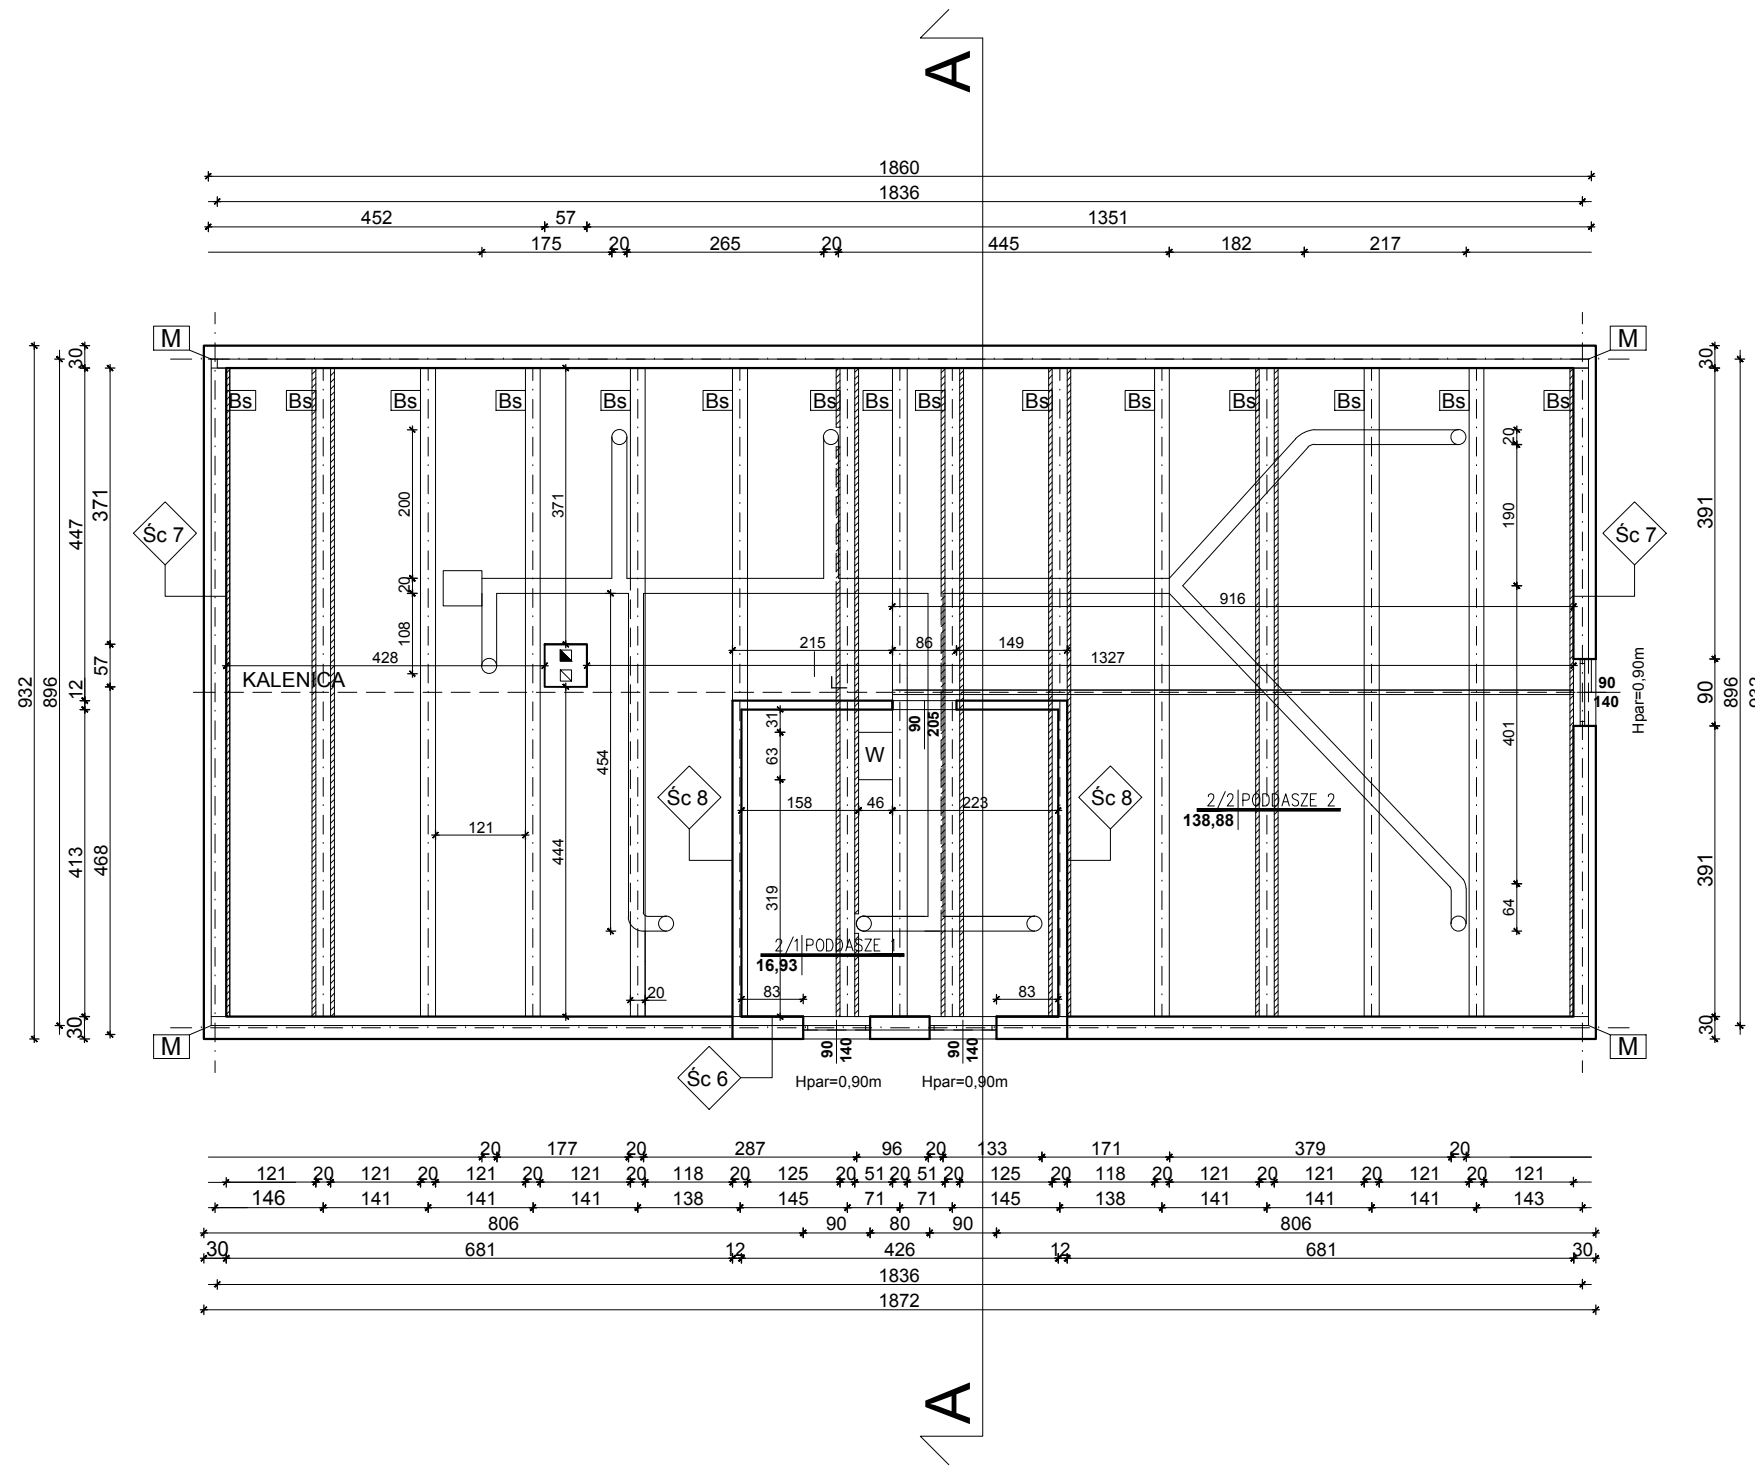 A
1860
1836
452 57 1351
175 20 265 20 445 182 217
M M
30 30
Bs Bs Bs Bs Bs Bs Bs Bs Bs Bs Bs Bs Bs Bs Bs
20
200 371 190
371 447 391
Śc 7 Śc 7
20 916
108 215 86 149
428 1327
KALENICA
57 12
932 896
90
140
Hpar=0,90m
90 896 932
31 90
205
63 W
454 401
Śc 8 158 46 223 Śc 8
2/2 PODDASZE 2
138,88
121
444
413 468 391
319 64
2/1 PODDASZE 1
16,93
20 83 83
30 30
M M
90
140
90
140
Śc 6 Hpar=0,90m Hpar=0,90m
20 177 20 287 96 20 133 171 379 20
121 20 121 20 121 20 121 20 118 20 125 20 51 20 51 20 125 20 118 20 121 20 121 20 121 20 121
146 141 141 141 138 145 71 71 145 138 141 141 141 143
806 90 80 90 806
30 681 12 426 12 681 30
1836
1872
A